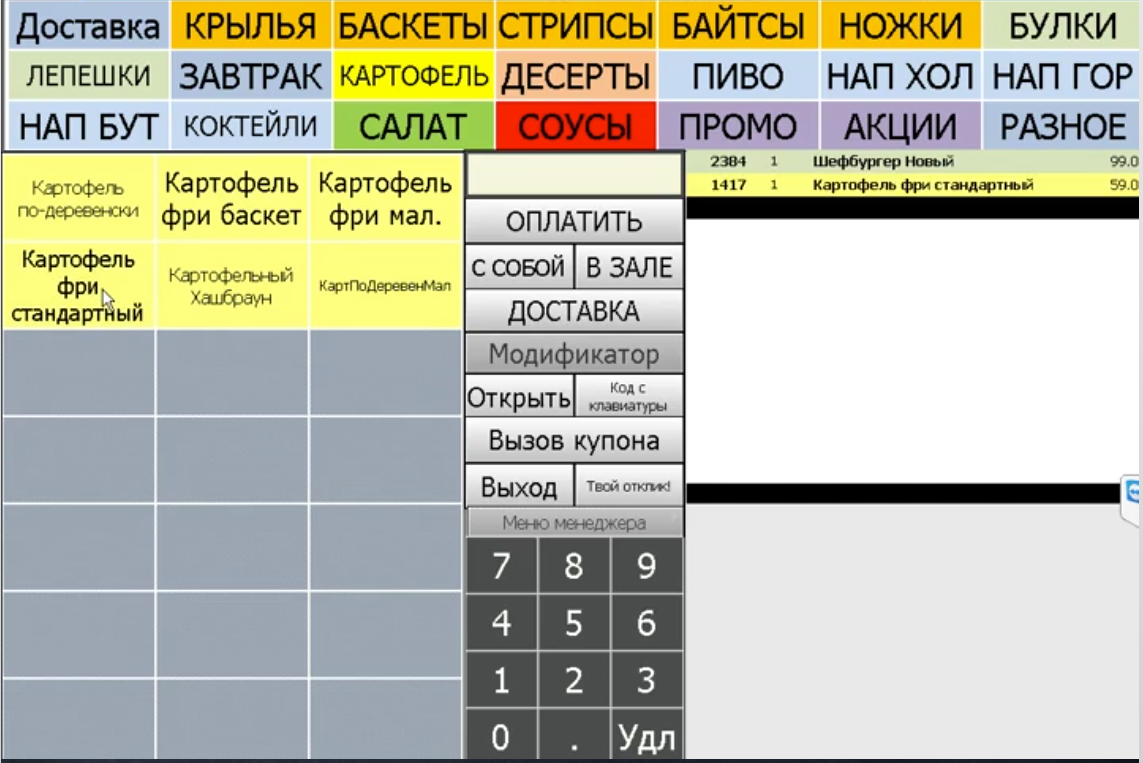 Доставка КРЫЛЬЯ БАСКЕТЫ СТРИПСЫ БАЙТСЫ НОЖКИ БУЛКИ
ЛЕПЕШКИ ЗАВТРАК КАРТОФЕЛЬ ДЕСЕРТЫ ПИВО НАП ХОЛ НАП ГОР
НАП БУТ КОКТЕЙЛИ САЛАТ СОУСЫ ПРОМО АКЦИИ РАЗНОЕ
Картофель
по-деревенски
Картофель
фри баскет
Картофель
фри мал.
Картофель
фри
стандартный
Картофельный
Хашбраун
КартПоДеревенМал
ОПЛАТИТЬ
С СОБОЙ В ЗАЛЕ
ДОСТАВКА
Модификатор
Открыть
Код с
клавиатуры
Вызов купона
Выход Твой отклик!
Меню менеджера
7 8 9
4 5 6
1 2 3
0 . Удл
2384 1 Шефбургер Новый 99.0
1417 1 Картофель фри стандартный 59.0